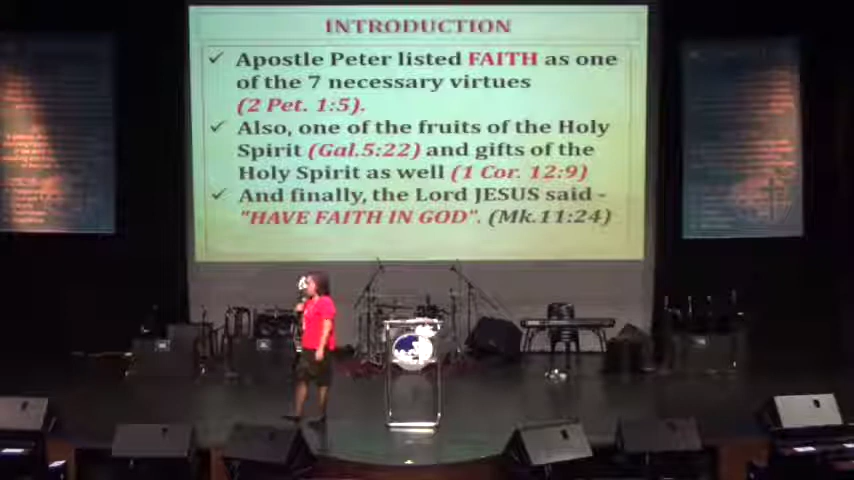 INTRODUCTION
✓ Apostle Peter listed FAITH as one
of the 7 necessary virtues
(2 Pet. 1:5).
✓ Also, one of the fruits of the Holy
Spirit (Gal.5:22) and gifts of the
Holy Spirit as well (1 Cor. 12:9)
✓ And finally, the Lord JESUS said -
"HAVE FAITH IN GOD". (Mk.11:24)